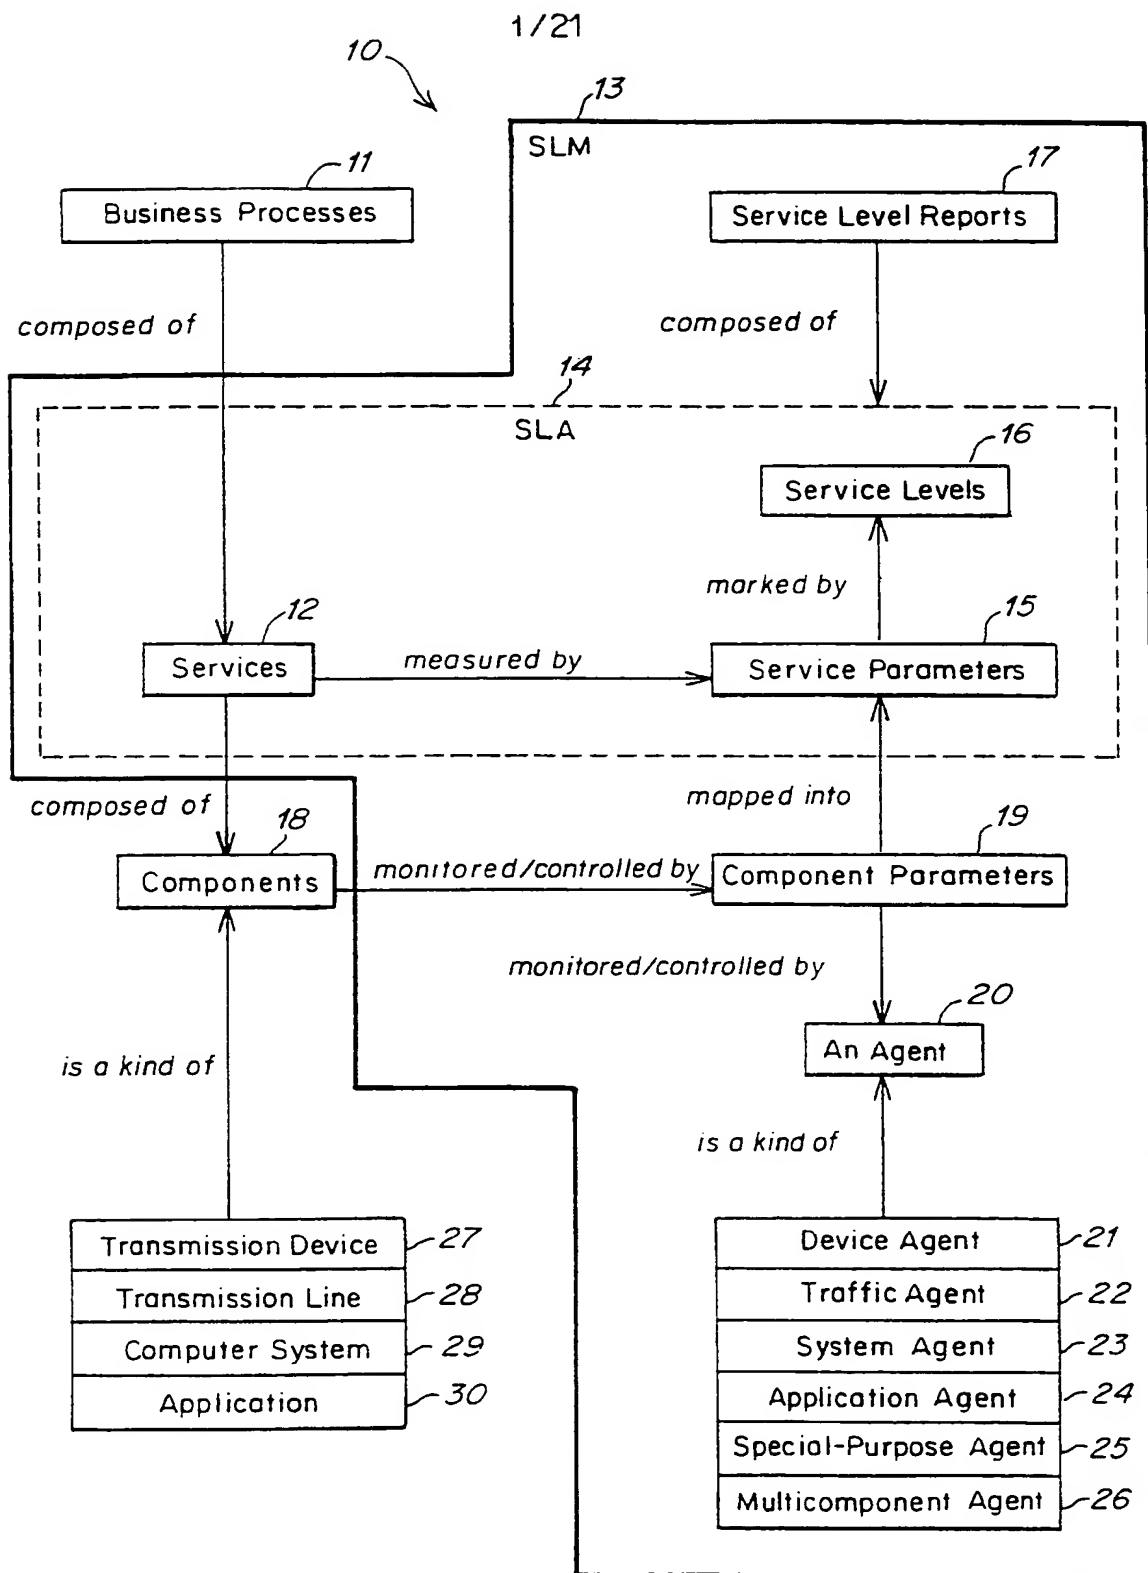 1/21
10
13
SLM
11
Business Processes
17
Service Level Reports
composed of
composed of
14
SLA
16
Service Levels
marked by
12
Services
measured by
15
Service Parameters
composed of
mapped into
18
Components
monitored/controlled by
19
Component Parameters
monitored/controlled by
20
An Agent
is a kind of
is a kind of
Transmission Device 27
Transmission Line 28
Computer System 29
Application 30
Device Agent 21
Traffic Agent 22
System Agent 23
Application Agent 24
Special-Purpose Agent 25
Multicomponent Agent 26